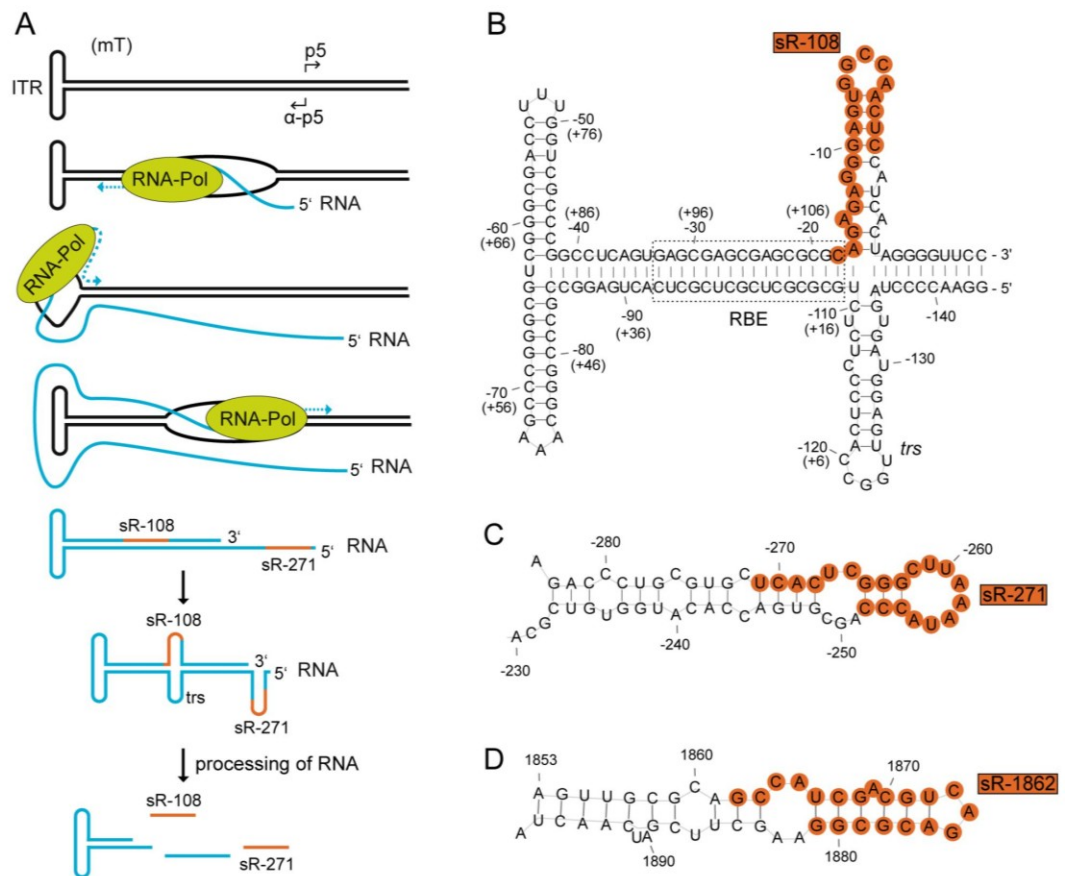 A
(mT)
p5
ITR
α-p5
RNA-Pol
5‘ RNA
RNA-Pol
5‘ RNA
RNA-Pol
5‘ RNA
sR-108
3‘
5‘ RNA
sR-271
sR-108
3‘
5‘ RNA
trs
sR-271
processing of RNA
sR-108
sR-271
B
sR-108
-50
(+76)
-10
-60
(+66)
(+86)
-40
(+96)
-30
(+106)
-20
GGCCUCAGUGAGCGAGCGAGCGCGC
AGGGGUUCC - 3'
CCGGAGUCACUCGCUCGCUCGCGCG
UCCCCAAGG - 5'
RBE
-90
(+36)
-110
(+16)
-140
-80
(+46)
-130
-70
(+56)
-120
(+6)
trs
C
-280
-270
-260
AGACCCUGCGUGCUCACUCGGGCUU
sR-271
-230
-240
-250
D
1853
1860
1870
AGUUGCGCAGCCAUCGACGUCA
sR-1862
1890
1880